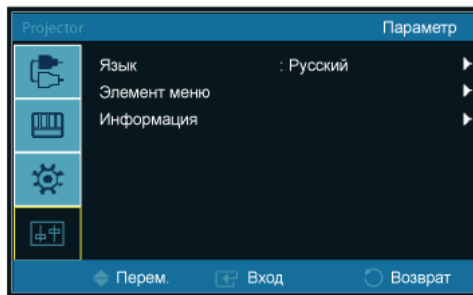 Projector Параметр
Язык : Русский
Элемент меню
Информация
Перем. Вход Возврат